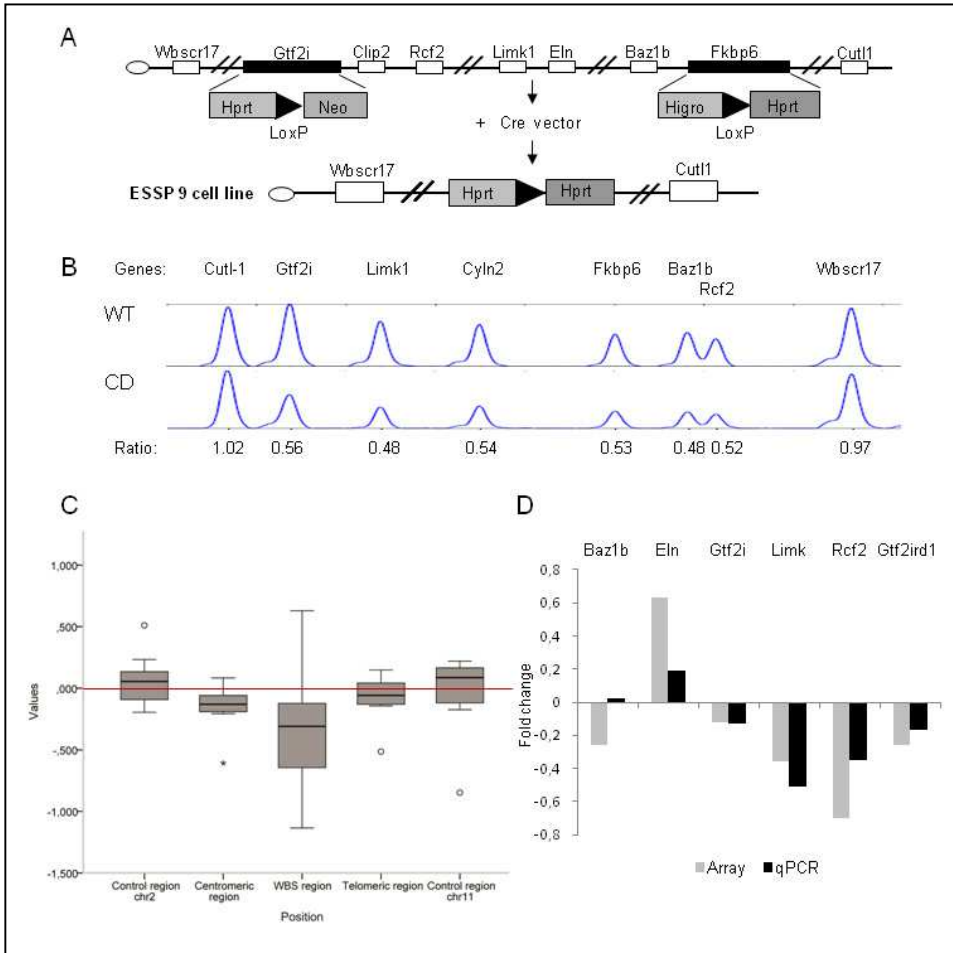 A
Wbscr17 Gtf2i Clip2 Rcf2 Limk1 Eln Baz1b Fkbp6 Cutl1
Hprt Neo Higro Hprt
LoxP + Cre vector LoxP
ESSP 9 cell line Wbscr17 Hprt Hprt Cutl1
B
Genes: Cutl-1 Gtf2i Limk1 Cyln2 Fkbp6 Baz1b Rcf2 Wbscr17
WT
CD
Ratio: 1.02 0.56 0.48 0.54 0.53 0.48 0.52 0.97
C
Values
1,000
,500
,000
-,500
-1,000
-1,500
Control region chr2
Centromeric region
WBS region
Telomeric region
Control region chr11
Position
D
Baz1b Eln Gtf2i Limk Rcf2 Gtf2ird1
Fold change
0,8
0,6
0,4
0,2
0
-0,2
-0,4
-0,6
-0,8
Array qPCR